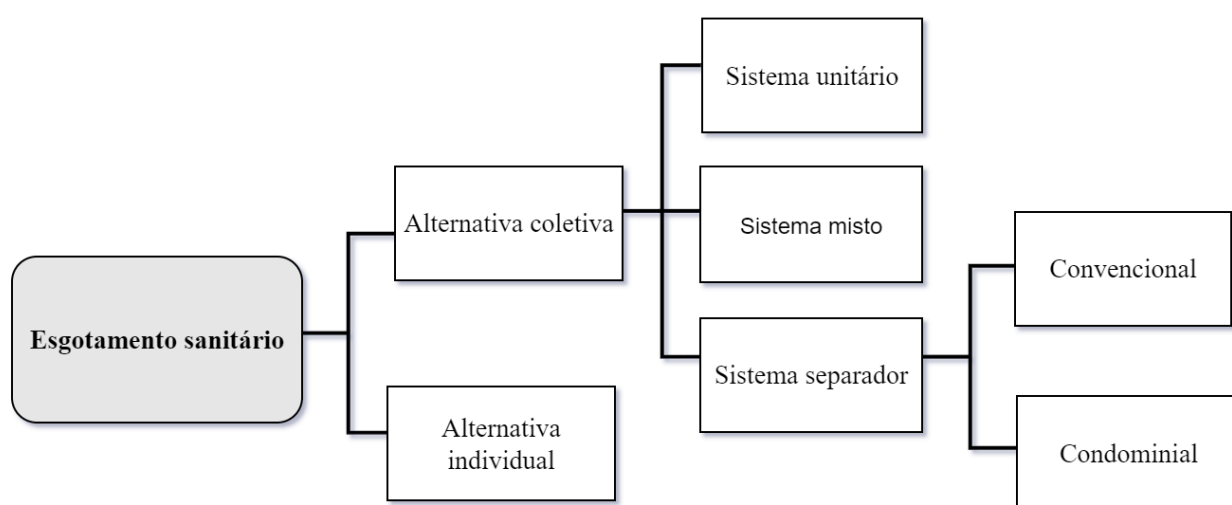 Sistema unitário
Alternativa coletiva
Sistema misto
Convencional
Esgotamento sanitário
Sistema separador
Alternativa
individual
Condominial